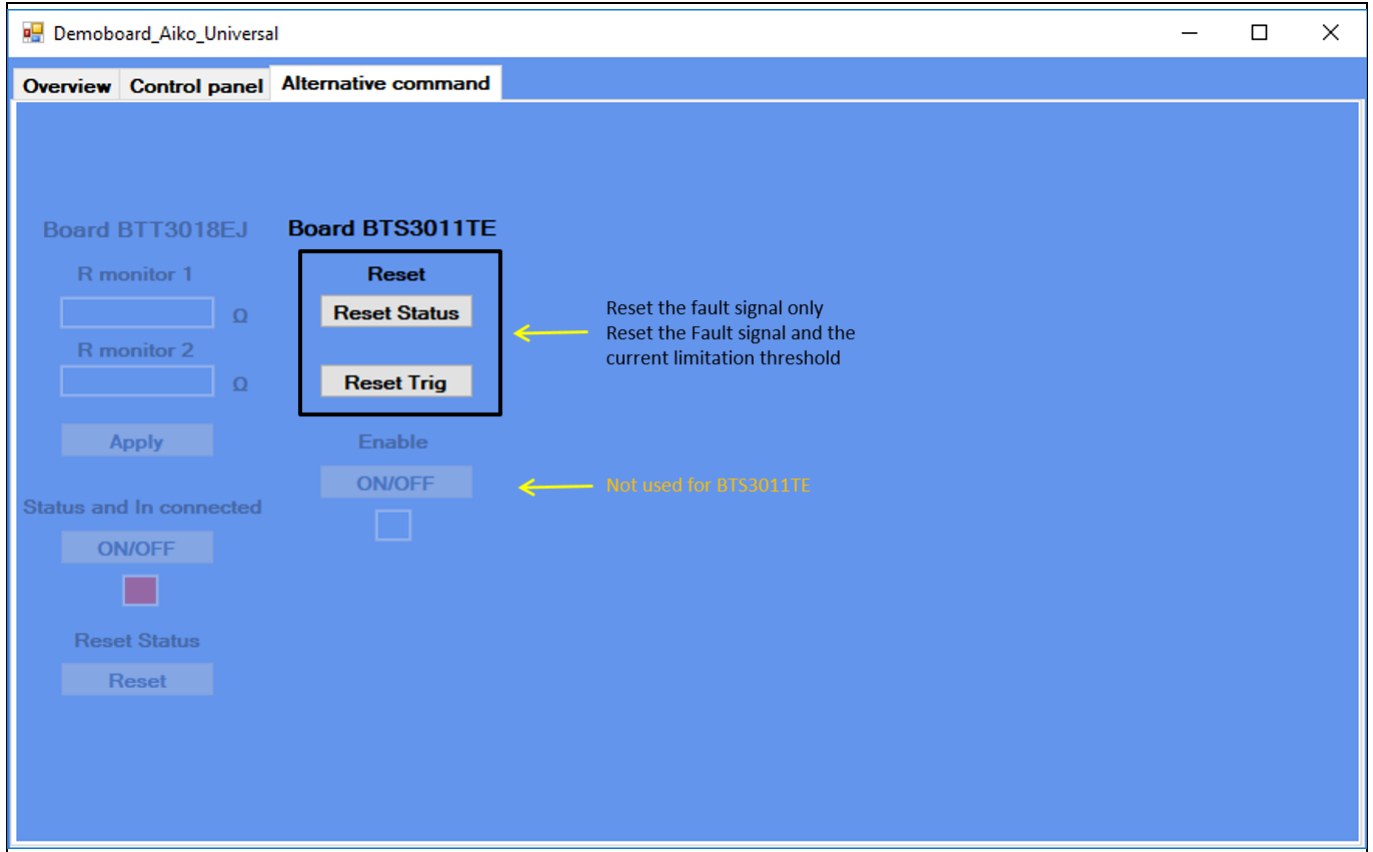 Demoboard_Aiko_Universal
Overview Control panel Alternative command
Board BTT3018EJ
R monitor 1
Ω
R monitor 2
Ω
Apply
Status and In connected
ON/OFF
Reset Status
Reset
Board BTS3011TE
Reset
Reset Status
Reset Trig
Enable
ON/OFF
Reset the fault signal only
Reset the Fault signal and the
current limitation threshold
Not used for BTS3011TE